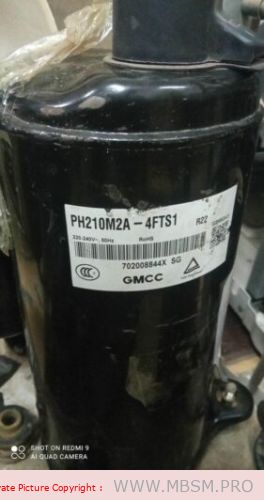 PH210M2A - 4FTS1 R22
220-240V~, 50Hz RoHS
702008844X SG
GMCC
SHOT ON REDMI 9
AI QUAD CAMERA
vate Picture Copyright : WWW.MBSM.PRO